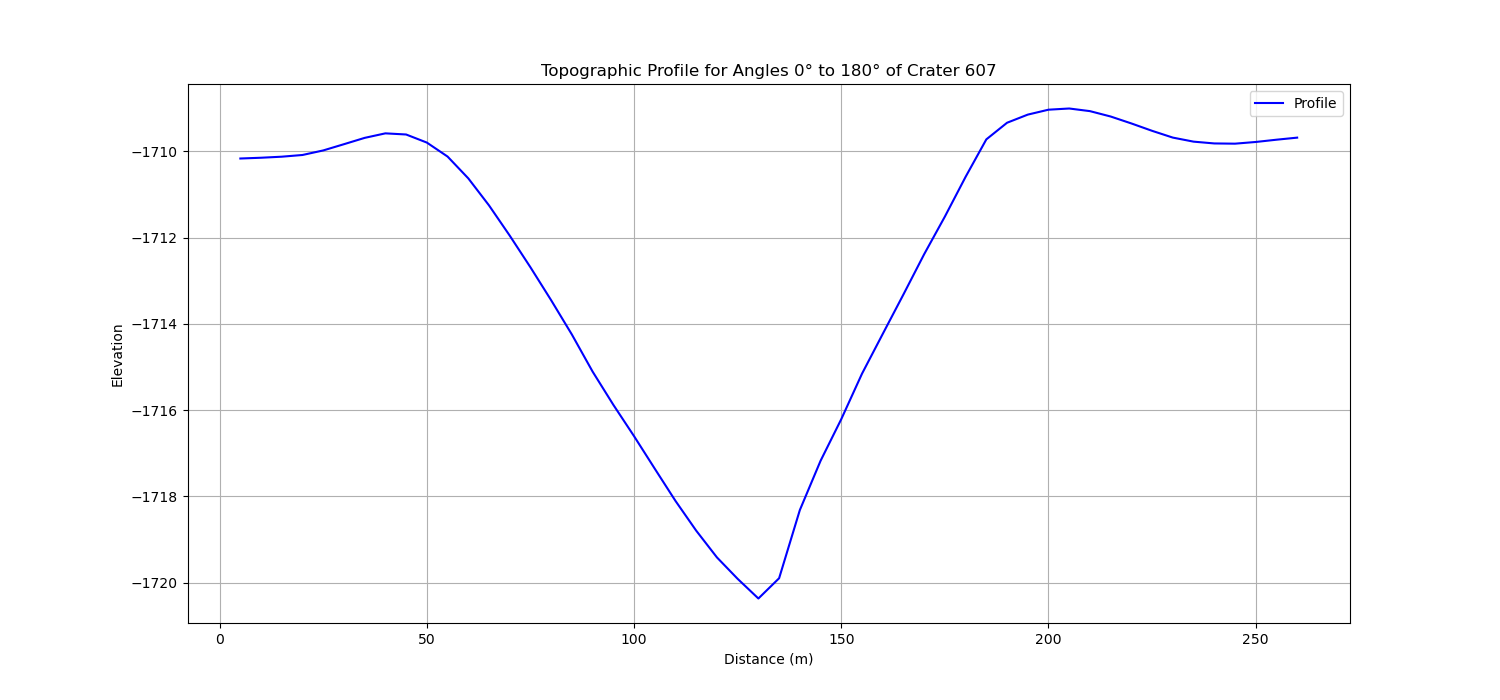 Topographic Profile for Angles 0° to 180° of Crater 607
Profile
−1710
−1712
−1714
−1716
−1718
−1720
Elevation
0 50 100 150 200 250
Distance (m)